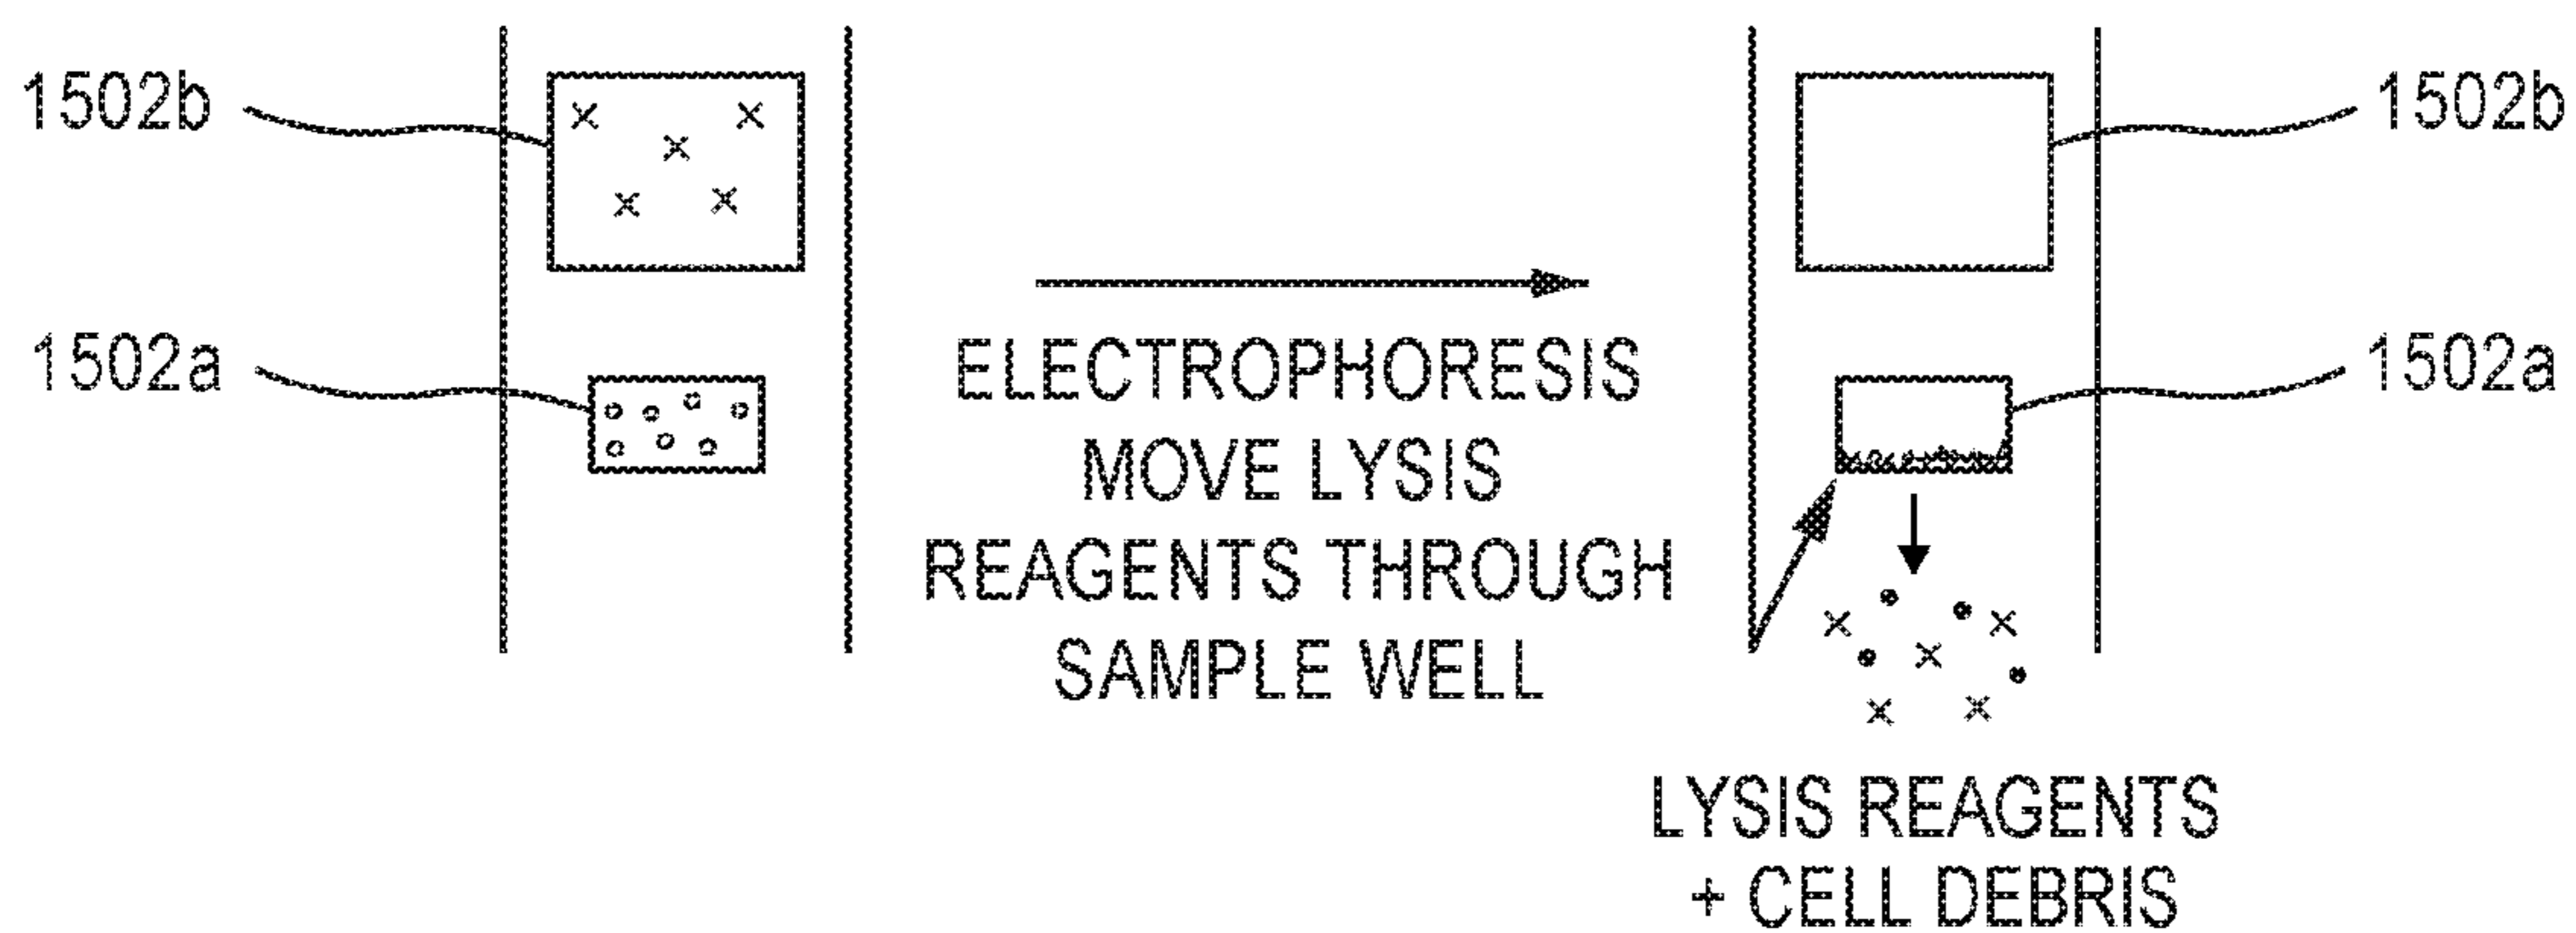 1502b
1502b
1502a
1502a
ELECTROPHORESIS
MOVE LYSIS
REAGENTS THROUGH
SAMPLE WELL
LYSIS REAGENTS
+ CELL DEBRIS